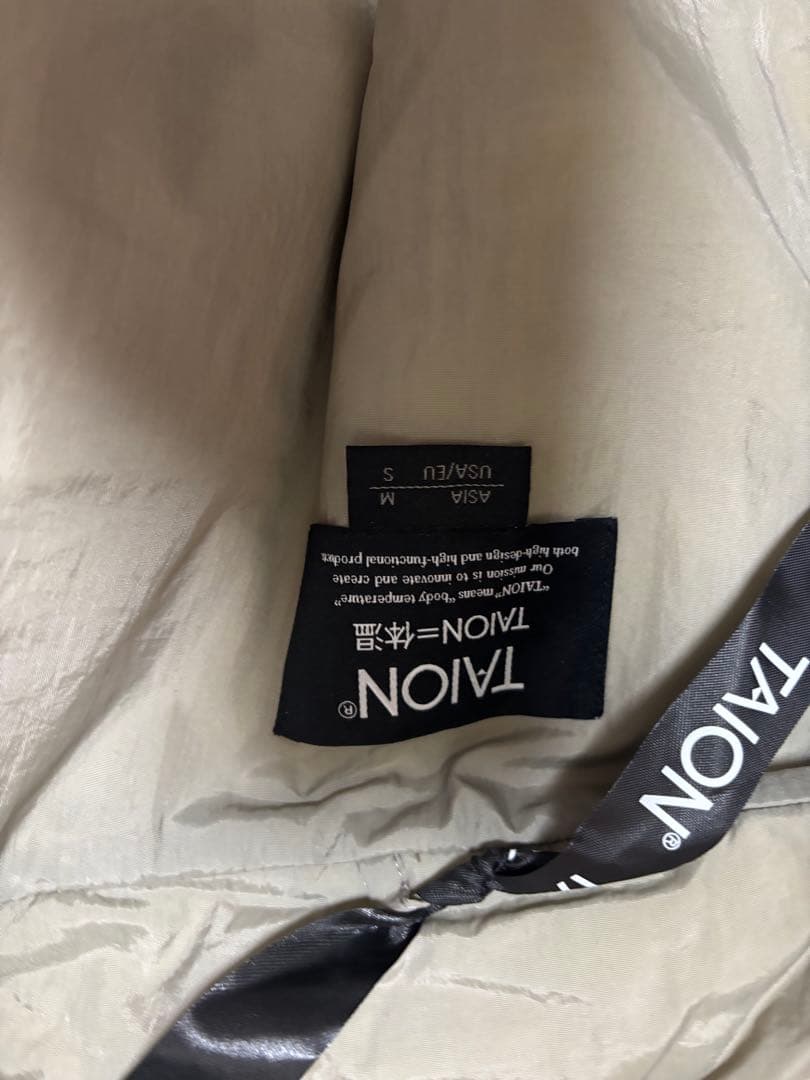 TAION®
TAION=体温
“TAION” means “body temperature”
Our mission is to innovate and create
both high-design and high-functional product.
ASIA M
USA/EU S
TAION®